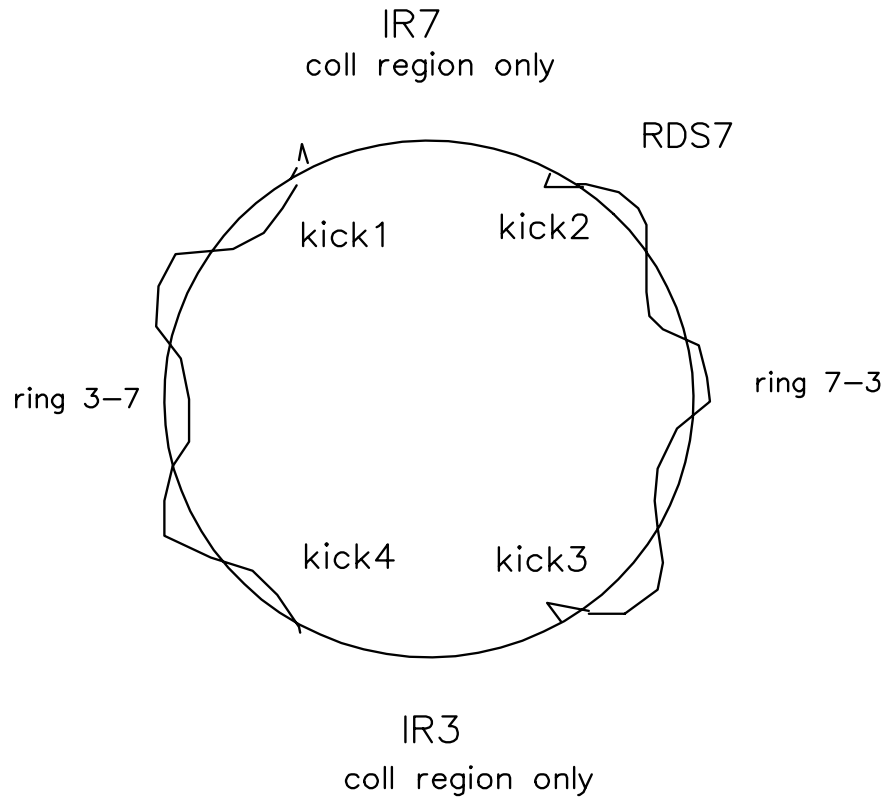 IR7
coll region only
RDS7
kick1
kick2
ring 3-7
ring 7-3
kick4
kick3
IR3
coll region only